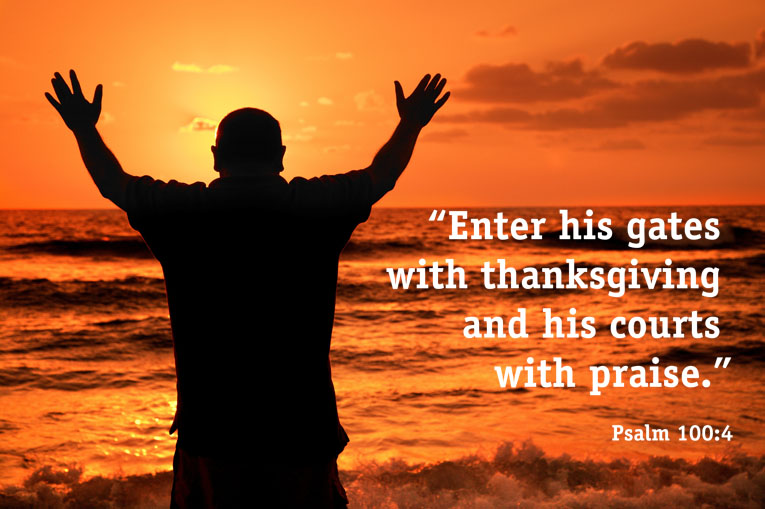 “Enter his gates
with thanksgiving
and his courts
with praise.”
Psalm 100:4